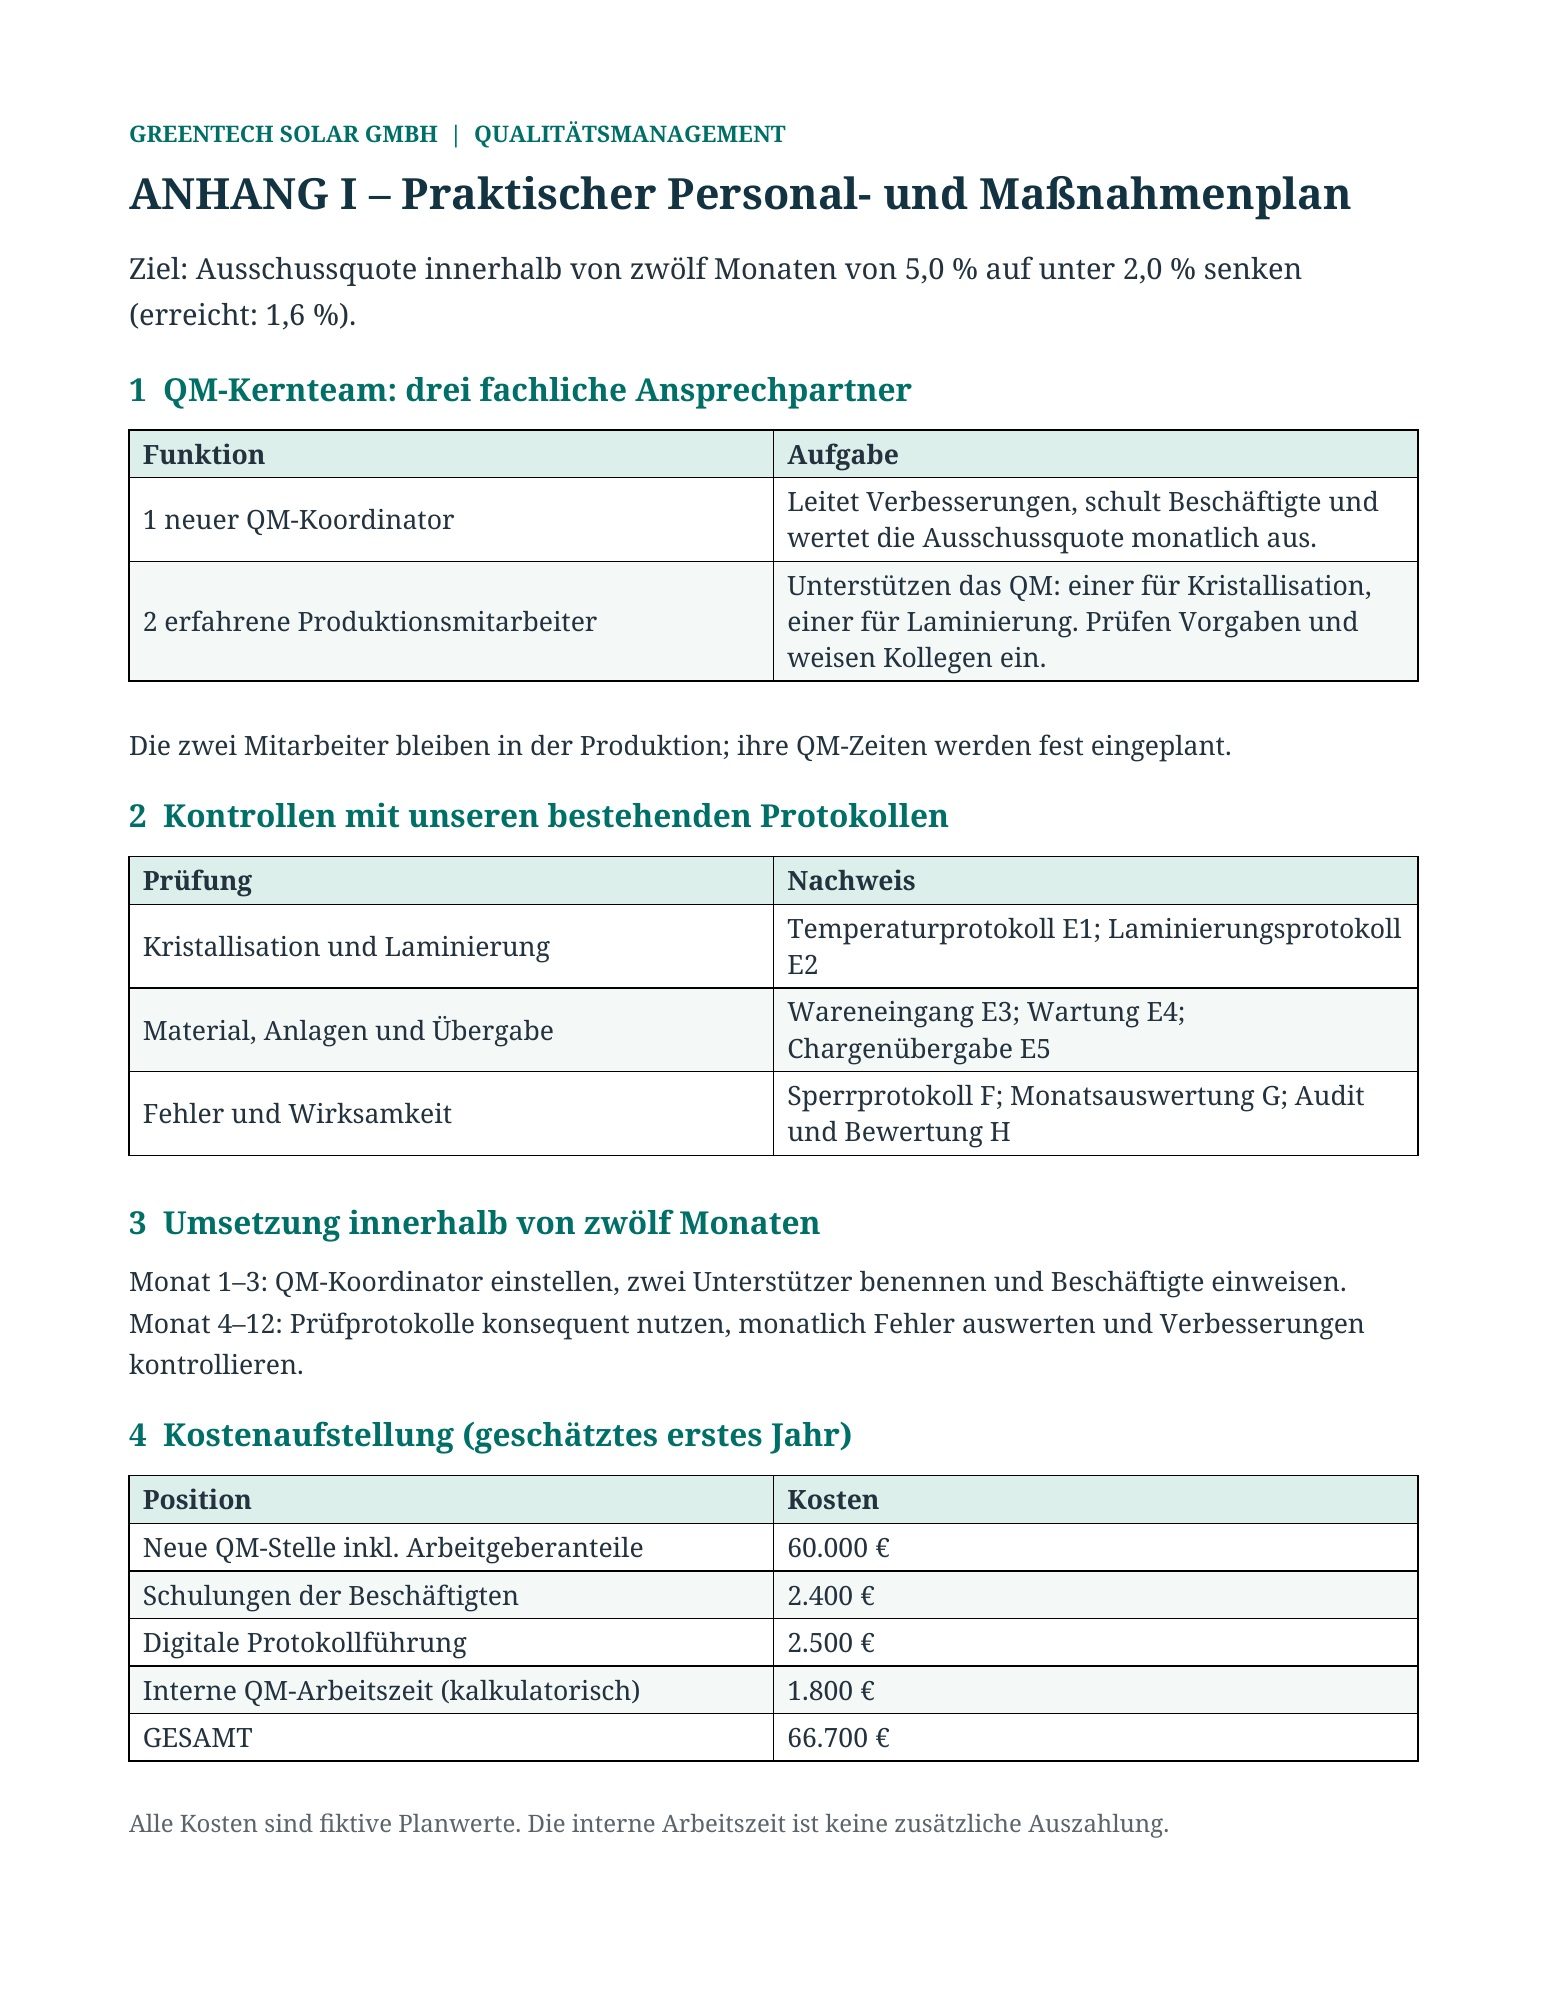 GREENTECH SOLAR GMBH | QUALITÄTSMANAGEMENT
ANHANG I – Praktischer Personal- und Maßnahmenplan
Ziel: Ausschussquote innerhalb von zwölf Monaten von 5,0 % auf unter 2,0 % senken
(erreicht: 1,6 %).
1 QM-Kernteam: drei fachliche Ansprechpartner
Funktion
Aufgabe
1 neuer QM-Koordinator
Leitet Verbesserungen, schult Beschäftigte und
wertet die Ausschussquote monatlich aus.
2 erfahrene Produktionsmitarbeiter
Unterstützen das QM: einer für Kristallisation,
einer für Laminierung. Prüfen Vorgaben und
weisen Kollegen ein.
Die zwei Mitarbeiter bleiben in der Produktion; ihre QM-Zeiten werden fest eingeplant.
2 Kontrollen mit unseren bestehenden Protokollen
Prüfung
Nachweis
Kristallisation und Laminierung
Temperaturprotokoll E1; Laminierungsprotokoll
E2
Material, Anlagen und Übergabe
Wareneingang E3; Wartung E4;
Chargenübergabe E5
Fehler und Wirksamkeit
Sperrprotokoll F; Monatsauswertung G; Audit
und Bewertung H
3 Umsetzung innerhalb von zwölf Monaten
Monat 1–3: QM-Koordinator einstellen, zwei Unterstützer benennen und Beschäftigte einweisen.
Monat 4–12: Prüfprotokolle konsequent nutzen, monatlich Fehler auswerten und Verbesserungen
kontrollieren.
4 Kostenaufstellung (geschätztes erstes Jahr)
Position
Kosten
Neue QM-Stelle inkl. Arbeitgeberanteile
60.000 €
Schulungen der Beschäftigten
2.400 €
Digitale Protokollführung
2.500 €
Interne QM-Arbeitszeit (kalkulatorisch)
1.800 €
GESAMT
66.700 €
Alle Kosten sind fiktive Planwerte. Die interne Arbeitszeit ist keine zusätzliche Auszahlung.